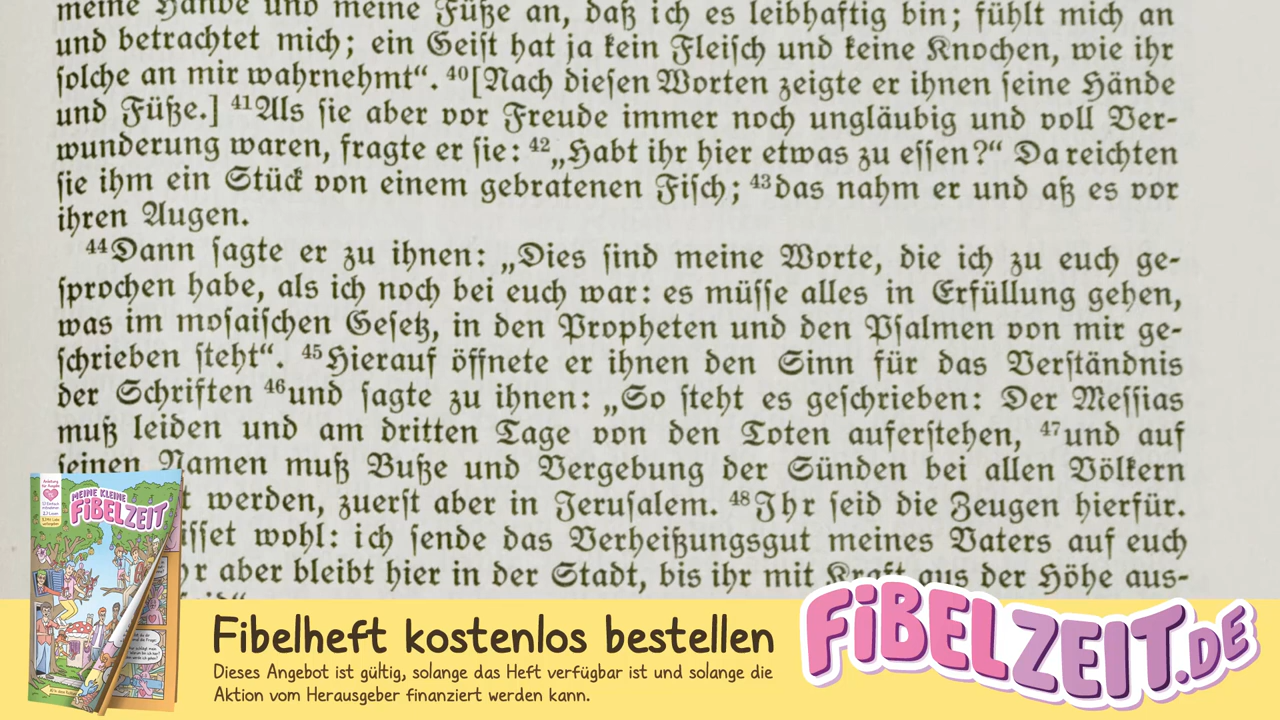 meine Hände und meine Füße an, daß ich es leibhaftig bin; fühlt mich an
und betrachtet mich; ein Geist hat ja kein Fleisch und keine Knochen, wie ihr
solche an mir wahrnehmt“. ⁴⁰[Nach diesen Worten zeigte er ihnen seine Hände
und Füße.] ⁴¹Als sie aber vor Freude immer noch ungläubig und voll Ver-
wunderung waren, fragte er sie: ⁴²„Habt ihr hier etwas zu essen?“ Da reichten
sie ihm ein Stück von einem gebratenen Fisch; ⁴³das nahm er und aß es vor
ihren Augen.
⁴⁴Dann sagte er zu ihnen: „Dies sind meine Worte, die ich zu euch ge-
sprochen habe, als ich noch bei euch war: es müsse alles in Erfüllung gehen,
was im mosaischen Gesetz, in den Propheten und den Psalmen von mir ge-
schrieben steht“. ⁴⁵Hierauf öffnete er ihnen den Sinn für das Verständnis
der Schriften ⁴⁶und sagte zu ihnen: „So steht es geschrieben: Der Messias
muß leiden und am dritten Tage von den Toten auferstehen, ⁴⁷und auf
seinen Namen muß Buße und Vergebung der Sünden bei allen Völkern
t werden, zuerst aber in Jerusalem. ⁴⁸Ihr seid die Zeugen hierfür.
isset wohl: ich sende das Verheißungsgut meines Vaters auf euch
hr aber bleibt hier in der Stadt, bis ihr mit Kraft aus der Höhe aus-
MEINE KLEINE
FiBELZEIT
Fibelheft kostenlos bestellen
Dieses Angebot ist gültig, solange das Heft verfügbar ist und solange die
Aktion vom Herausgeber finanziert werden kann.
FiBELZEIT.DE